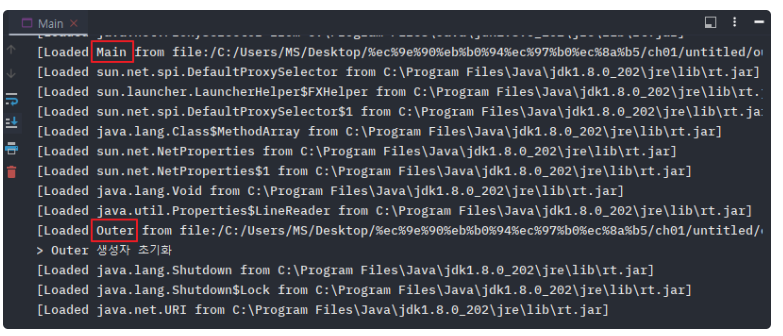 Main ×
[Loaded Main from file:/C:/Users/MS/Desktop/%ec%9e%90%eb%b0%94%ec%97%b0%ec%8a%b5/ch01/untitled/o
[Loaded sun.net.spi.DefaultProxySelector from C:\Program Files\Java\jdk1.8.0_202\jre\lib\rt.jar]
[Loaded sun.launcher.LauncherHelper$FXHelper from C:\Program Files\Java\jdk1.8.0_202\jre\lib\rt.
[Loaded sun.net.spi.DefaultProxySelector$1 from C:\Program Files\Java\jdk1.8.0_202\jre\lib\rt.ja
[Loaded java.lang.Class$MethodArray from C:\Program Files\Java\jdk1.8.0_202\jre\lib\rt.jar]
[Loaded sun.net.NetProperties from C:\Program Files\Java\jdk1.8.0_202\jre\lib\rt.jar]
[Loaded sun.net.NetProperties$1 from C:\Program Files\Java\jdk1.8.0_202\jre\lib\rt.jar]
[Loaded java.lang.Void from C:\Program Files\Java\jdk1.8.0_202\jre\lib\rt.jar]
[Loaded java.util.Properties$LineReader from C:\Program Files\Java\jdk1.8.0_202\jre\lib\rt.jar]
[Loaded Outer from file:/C:/Users/MS/Desktop/%ec%9e%90%eb%b0%94%ec%97%b0%ec%8a%b5/ch01/untitled/
> Outer 생성자 초기화
[Loaded java.lang.Shutdown from C:\Program Files\Java\jdk1.8.0_202\jre\lib\rt.jar]
[Loaded java.lang.Shutdown$Lock from C:\Program Files\Java\jdk1.8.0_202\jre\lib\rt.jar]
[Loaded java.net.URI from C:\Program Files\Java\jdk1.8.0_202\jre\lib\rt.jar]